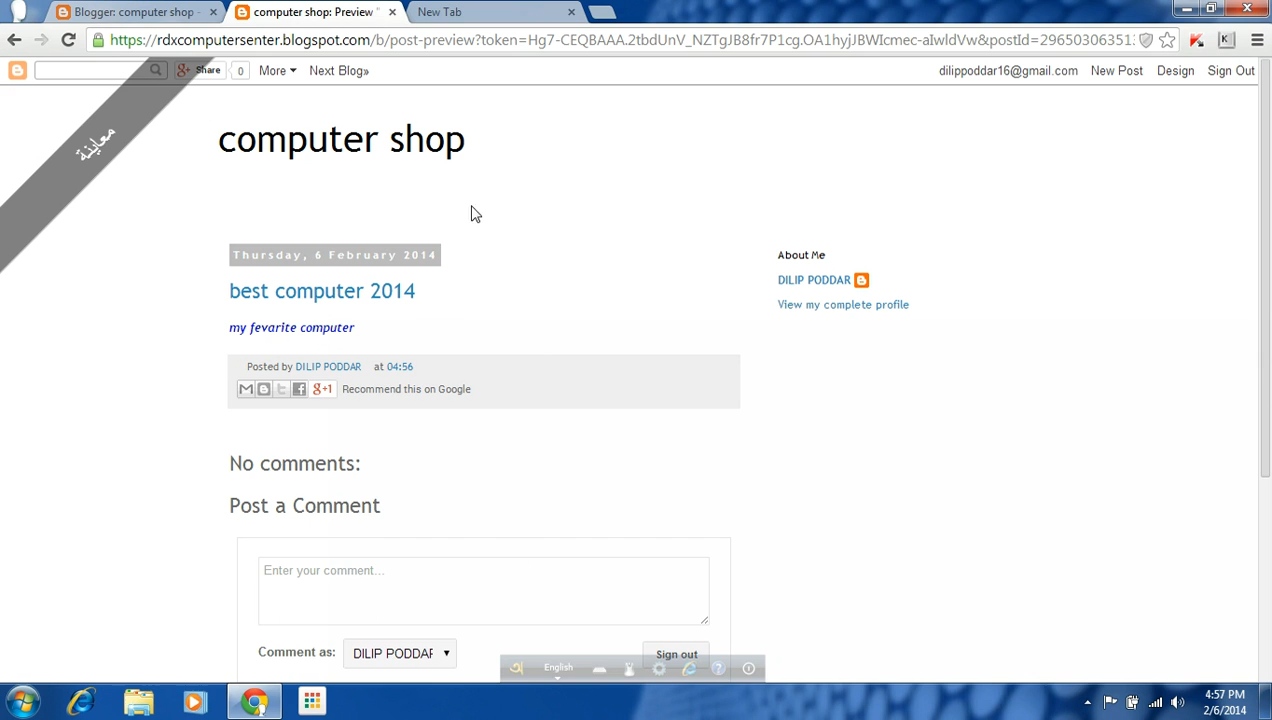 Blogger: computer shop -
computer shop: Preview "
New Tab
https://rdxcomputersenter.blogspot.com/b/post-preview?token=Hg7-CEQBAAA.2tbdUnV_NZTgJB8fr7P1cg.OA1hyjJBWIcmec-aIwldVw&postId=29650306351
Share
0
More
Next Blog»
dilippoddar16@gmail.com
New Post
Design
Sign Out
معاينة
computer shop
Thursday, 6 February 2014
best computer 2014
my fevarite computer
Posted by DILIP PODDAR at 04:56
g+1 Recommend this on Google
About Me
DILIP PODDAR
View my complete profile
No comments:
Post a Comment
Enter your comment...
Comment as:
DILIP PODDAR
Sign out
অ English
4:57 PM
2/6/2014